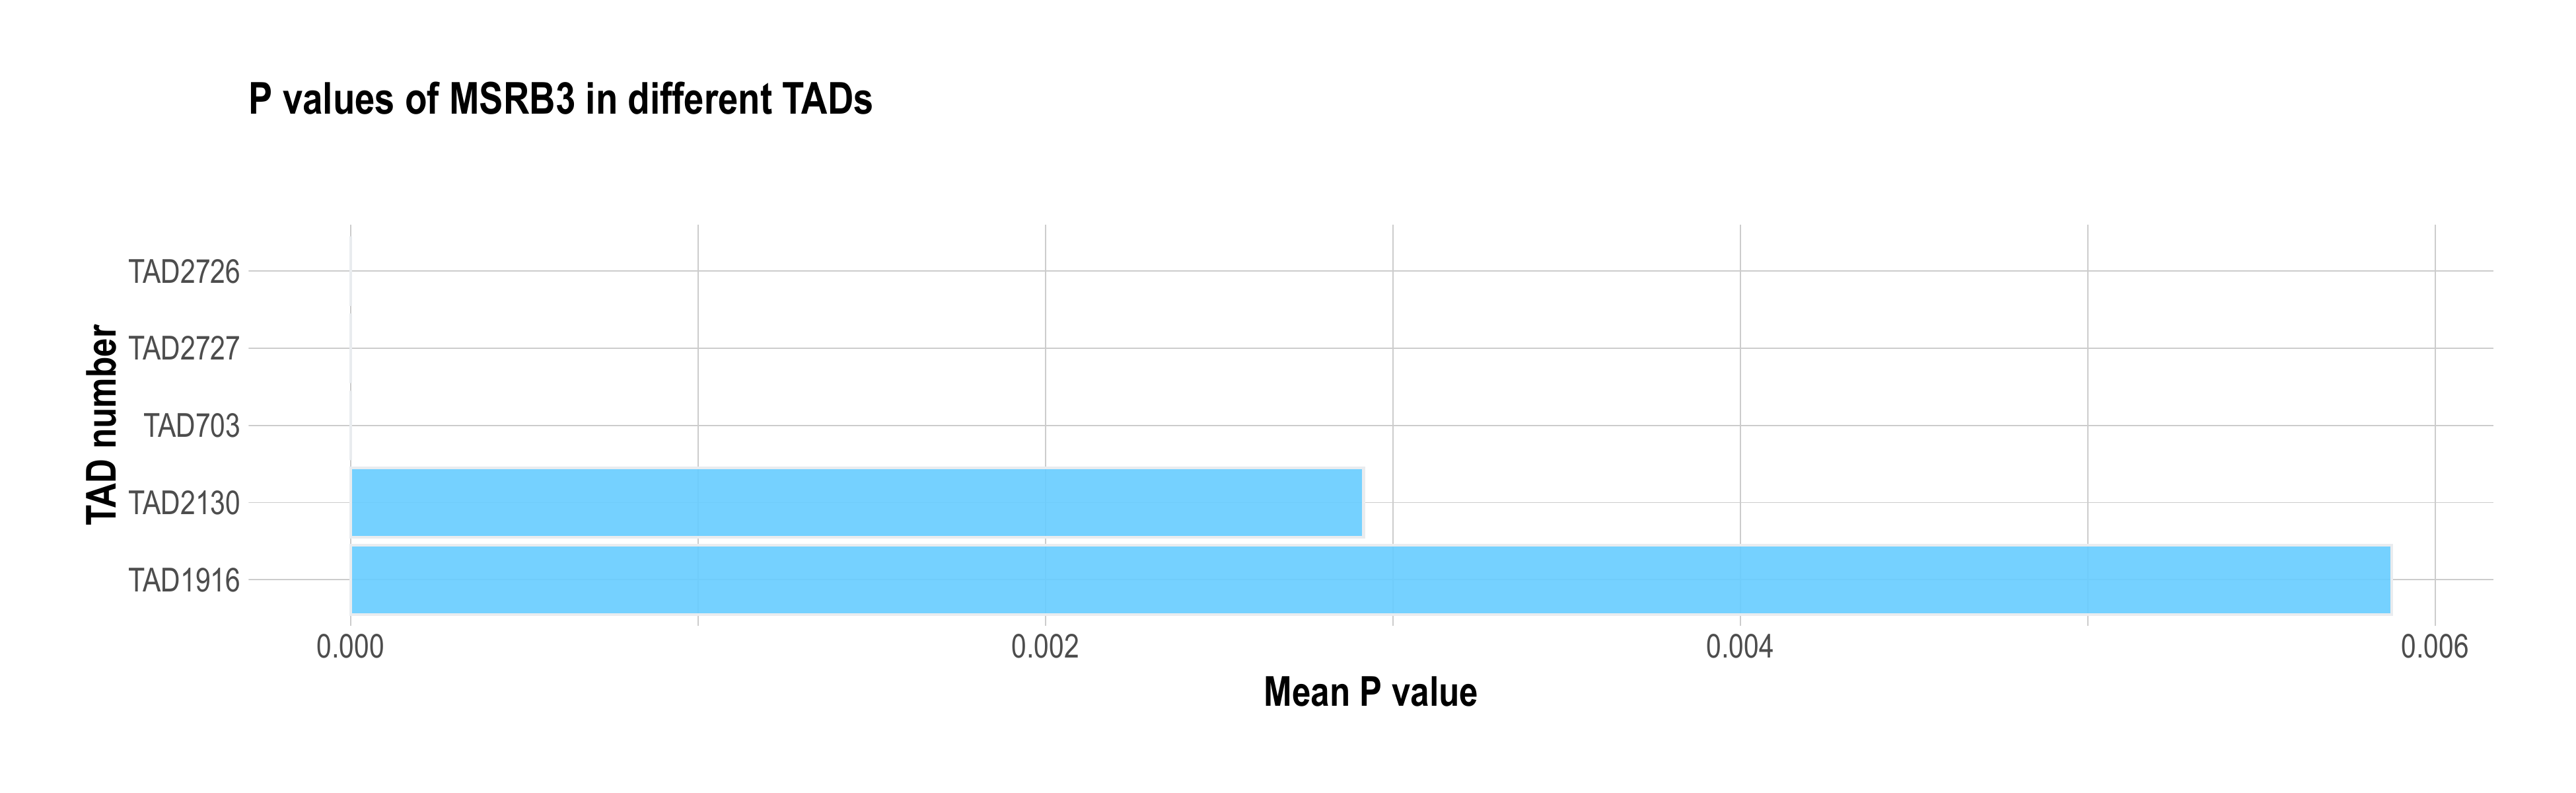 P values of MSRB3 in different TADs
TAD number
TAD2726
TAD2727
TAD703
TAD2130
TAD1916
0.000 0.002 0.004 0.006
Mean P value